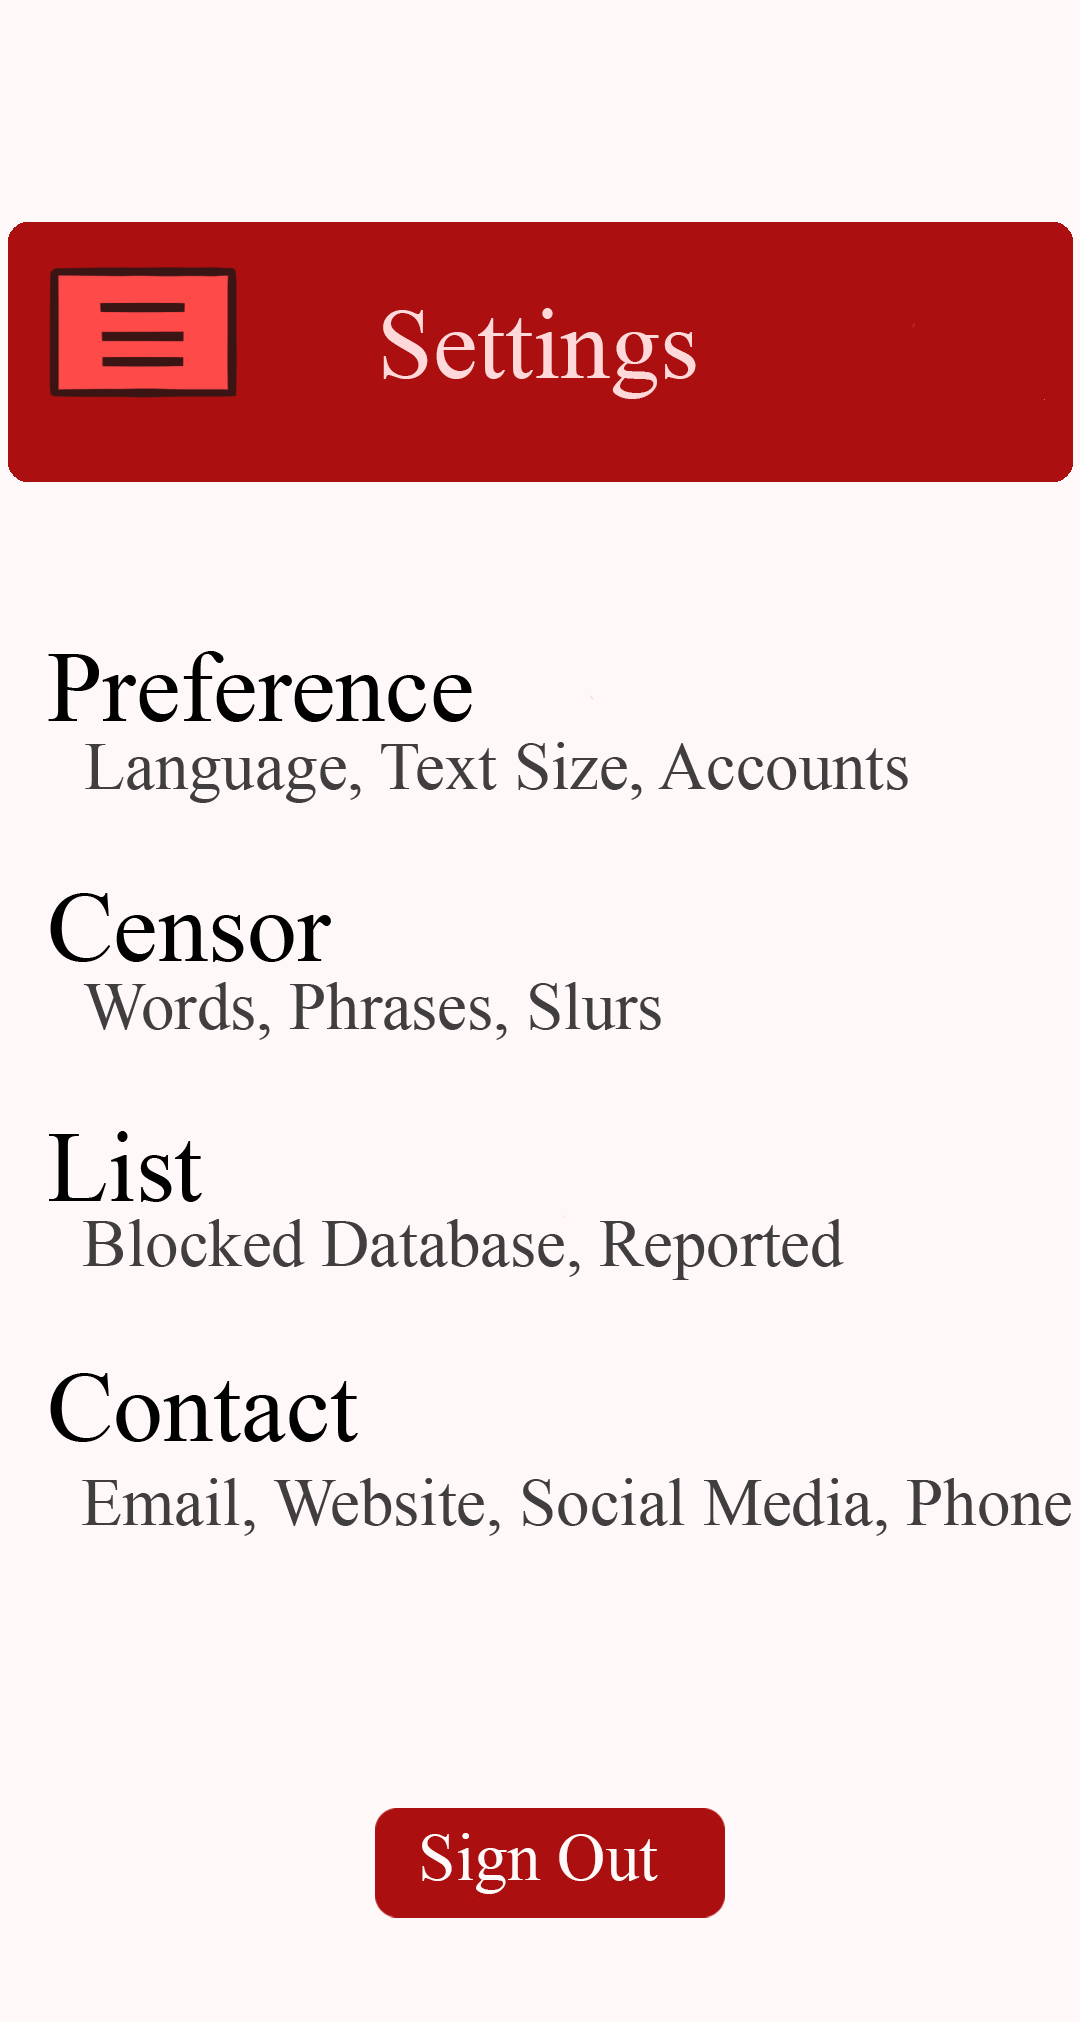 Settings
Preference
Language, Text Size, Accounts
Censor
Words, Phrases, Slurs
List
Blocked Database, Reported
Contact
Email, Website, Social Media, Phone
Sign Out